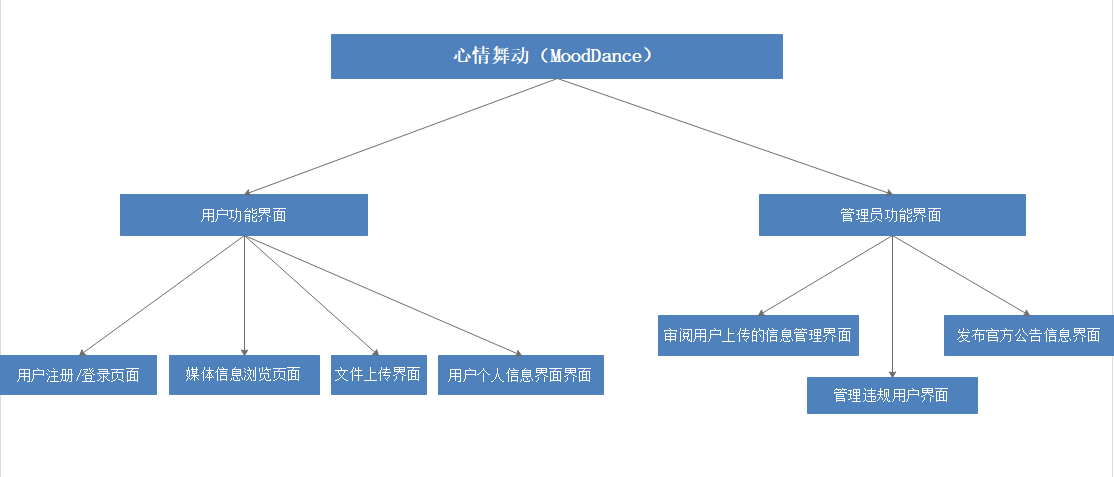 心情舞动（MoodDance）
用户功能界面
管理员功能界面
审阅用户上传的信息管理界面
发布官方公告信息界面
用户注册/登录页面
媒体信息浏览页面
文件上传界面
用户个人信息界面界面
管理违规用户界面